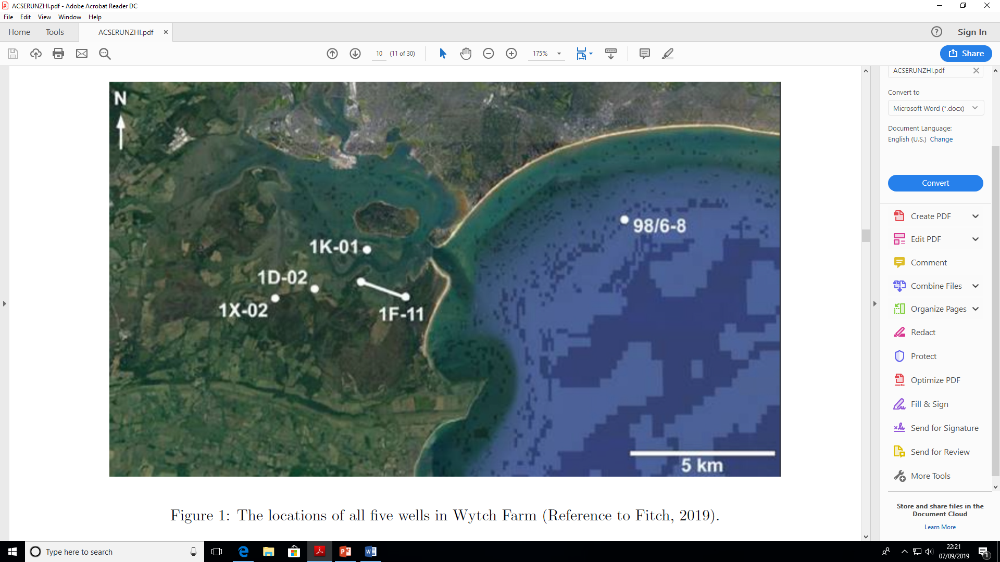 ACSERUNZHI.pdf - Adobe Acrobat Reader DC
File Edit View Window Help
Home Tools ACSERUNZHI.pdf Sign In
10 (11 of 30) 175% Share
ACSERUNZHI.pdf
Convert to
Microsoft Word (*.docx)
Document Language:
English (U.S.) Change
Convert
Create PDF
Edit PDF
Comment
Combine Files
Organize Pages
Redact
Protect
Optimize PDF
Fill & Sign
Send for Signature
Send for Review
More Tools
Store and share files in the
Document Cloud
Learn More
N
98/6-8
1K-01
1D-02
1X-02
1F-11
5 km
Figure 1: The locations of all five wells in Wytch Farm (Reference to Fitch, 2019).
Type here to search
22:21
07/09/2019
1